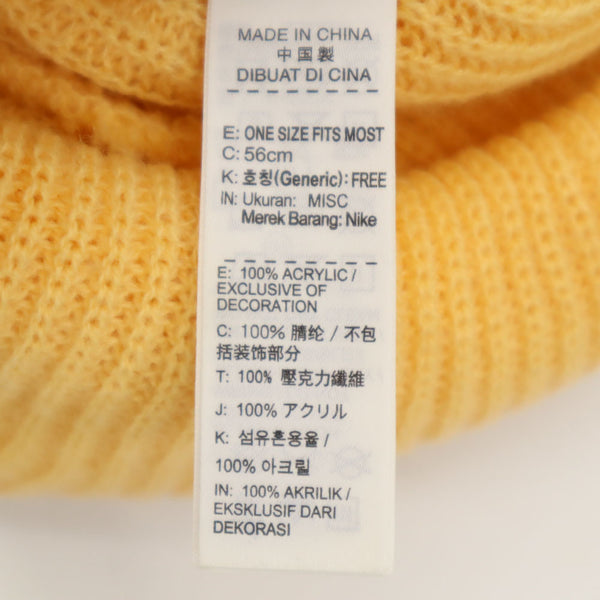 MADE IN CHINA
中国製
DIBUAT DI CINA
E: ONE SIZE FITS MOST
C: 56cm
K: 호칭(Generic): FREE
IN: Ukuran: MISC
Merek Barang: Nike
E: 100% ACRYLIC /
EXCLUSIVE OF
DECORATION
C: 100% 腈纶 / 不包
括装饰部分
T: 100% 壓克力纖維
J: 100% アクリル
K: 섬유혼용율 /
100% 아크릴
IN: 100% AKRILIK /
EKSKLUSIF DARI
DEKORASI